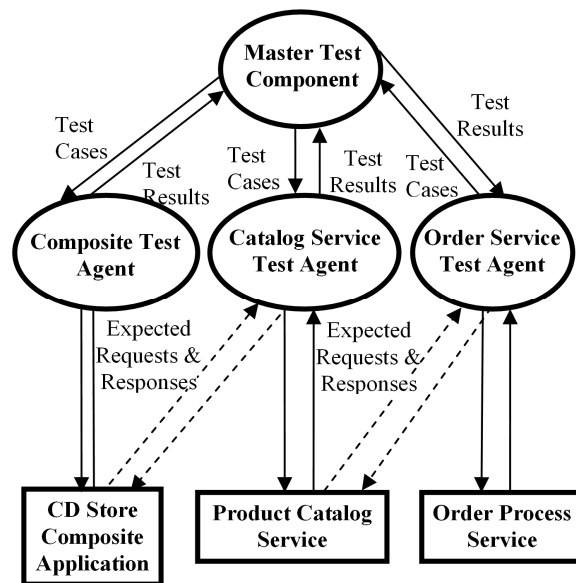 Master Test
Component
Test
Cases
Test
Results
Test
Cases
Test
Results
Test
Cases
Test
Results
Composite Test
Agent
Catalog Service
Test Agent
Order Service
Test Agent
Expected
Requests &
Responses
Expected
Requests &
Responses
CD Store
Composite
Application
Product Catalog
Service
Order Process
Service